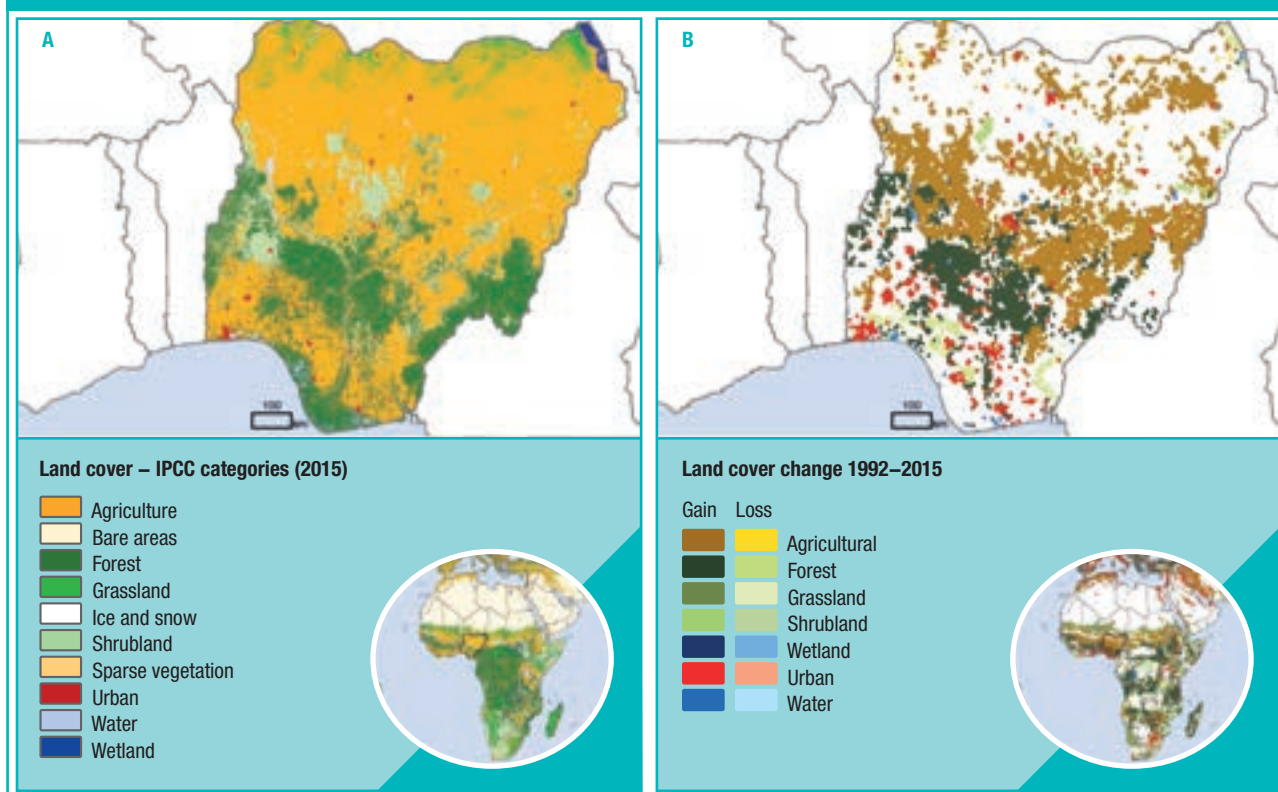 A
100
Land cover – IPCC categories (2015)
Agriculture
Bare areas
Forest
Grassland
Ice and snow
Shrubland
Sparse vegetation
Urban
Water
Wetland
B
100
Land cover change 1992–2015
Gain Loss
Agricultural
Forest
Grassland
Shrubland
Wetland
Urban
Water